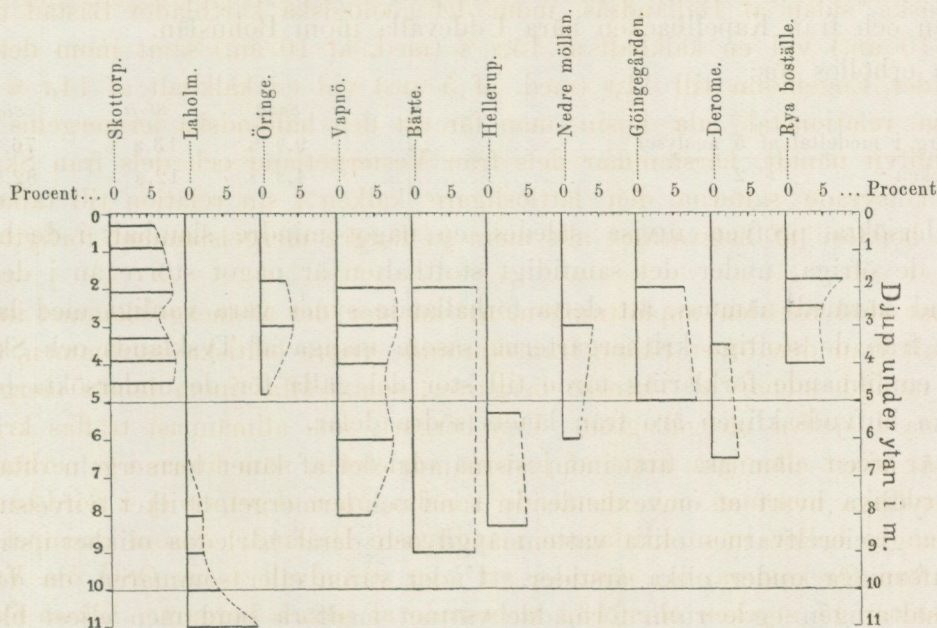 Skottorp.
Laholm.
Öringe.
Vapnö.
Bärte.
Hellerup.
Nedre möllan.
Göingegården.
Derome.
Rya boställe.
Procent. 0 5 0 5 0 5 0 5 0 5 0 5 0 5 0 5 0 5 0 5 ...Procent
0 0
1 1
2 2
3 3
4 4
5 5
6 6
7 7
8 8
9 9
10 10
11 11
Djup under ytan i m.